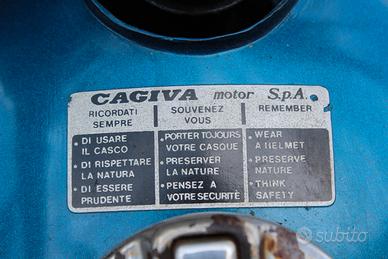 CAGIVA motor S.p.A.
RICORDATI
SEMPRE
• DI USARE
IL CASCO
• DI RISPETTARE
LA NATURA
• DI ESSERE
PRUDENTE
SOUVENEZ
VOUS
• PORTER TOJOURS
VOTRE CASQUE
• PRESERVER
LA NATURE
• PENSEZ A
VOTRE SECURITÉ
REMEMBER
• WEAR
A HELMET
• PRESERVE
NATURE
• THINK
SAFETY
subito